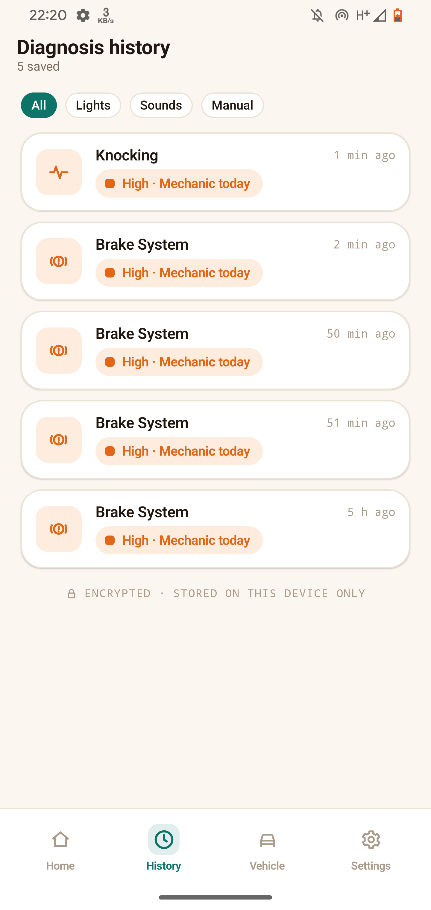 22:20 3 KB/s H+
Diagnosis history
5 saved
All Lights Sounds Manual
Knocking 1 min ago
High · Mechanic today
Brake System 2 min ago
High · Mechanic today
Brake System 50 min ago
High · Mechanic today
Brake System 51 min ago
High · Mechanic today
Brake System 5 h ago
High · Mechanic today
ENCRYPTED · STORED ON THIS DEVICE ONLY
Home History Vehicle Settings